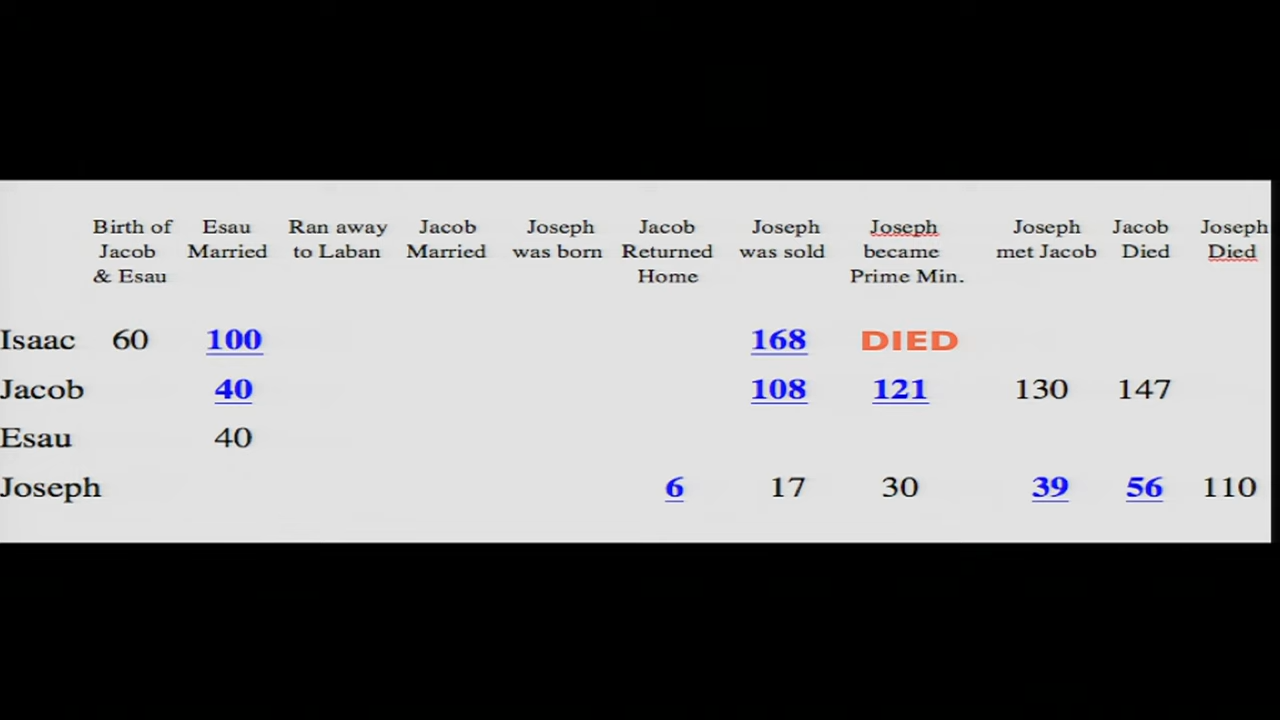 Birth of Esau Ran away Jacob Joseph Jacob Joseph Joseph Joseph Jacob Joseph
Jacob Married to Laban Married was born Returned was sold became met Jacob Died Died
& Esau Home Prime Min.
Isaac 60 100 168 DIED
Jacob 40 108 121 130 147
Esau 40
Joseph 6 17 30 39 56 110